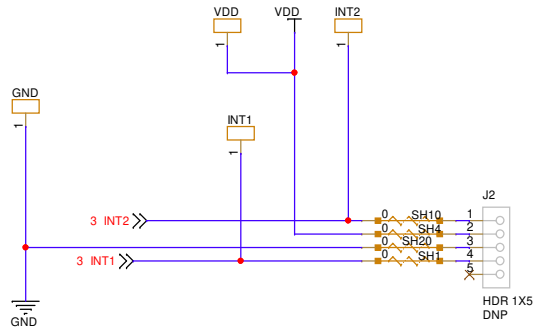 VDD
VDD
INT2
1
1
GND
1
INT1
1
J2
3 INT2
0
SH10
1
0
SH4
2
0
SH20
3
3 INT1
0
SH1
4
5
HDR 1X5
DNP
GND